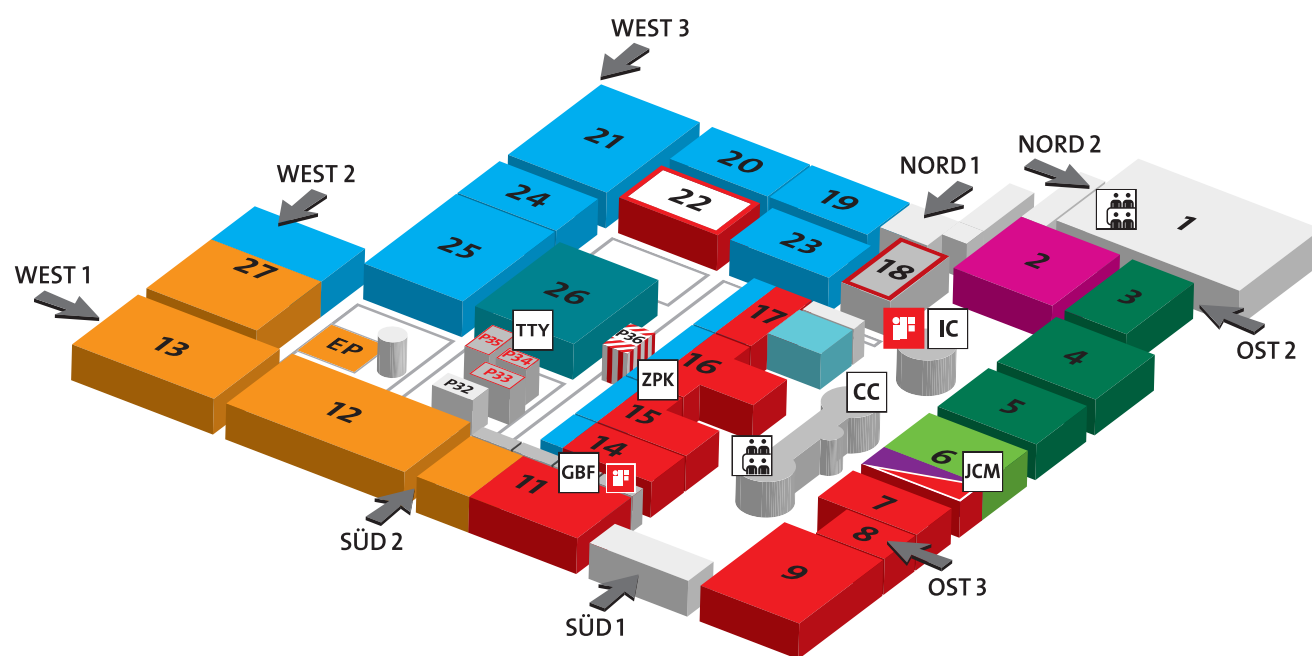 WEST 3
NORD 2
21
20
NORD 1
WEST 2
24
22
19
1
23
2
25
18
27
WEST 1
26
3
17
TTY
P36
IC
OST 2
P35
EP
13
P34
16
4
P33
ZPK
P32
CC
5
12
15
14
6
JCM
GBF
11
7
8
SÜD 2
9
OST 3
SÜD 1